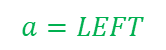 a = LEFT